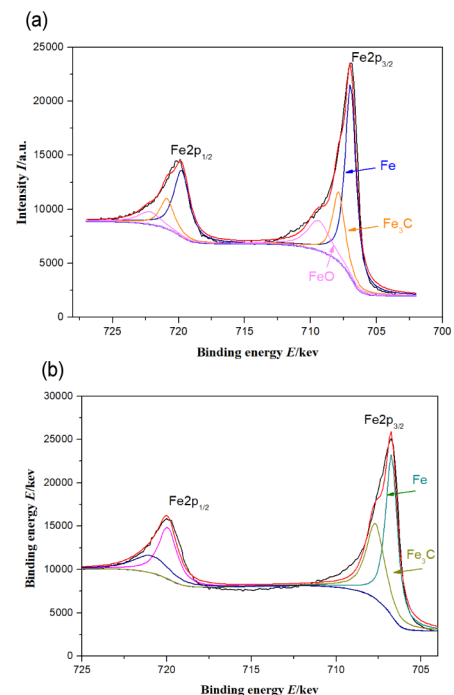 (a)
Fe2p3/2
25000
20000
15000
10000
5000
0
Intensity I/a.u.
Fe2p1/2
Fe
Fe3C
FeO
725
720
715
710
705
700
Binding energy E/kev
(b)
Fe2p3/2
30000
25000
20000
15000
10000
5000
0
Binding energy E/kev
Fe2p1/2
Fe
Fe3C
725
720
715
710
705
Binding energy E/kev